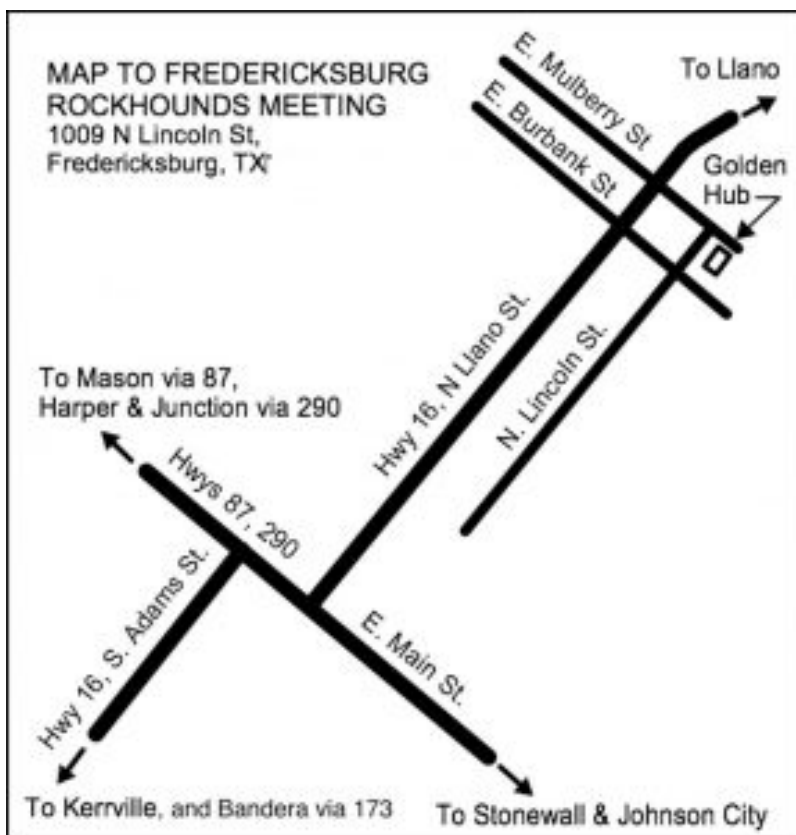 MAP TO FREDERICKSBURG
ROCKHOUNDS MEETING
1009 N Lincoln St,
Fredericksburg, TX
E. Mulberry St
E. Burbank St
To Llano
Golden
Hub
Hwy 16, N Llano St.
N. Lincoln St.
To Mason via 87,
Harper & Junction via 290
Hwys 87, 290
Hwy 16, S. Adams St.
E. Main St.
To Kerrville, and Bandera via 173
To Stonewall & Johnson City